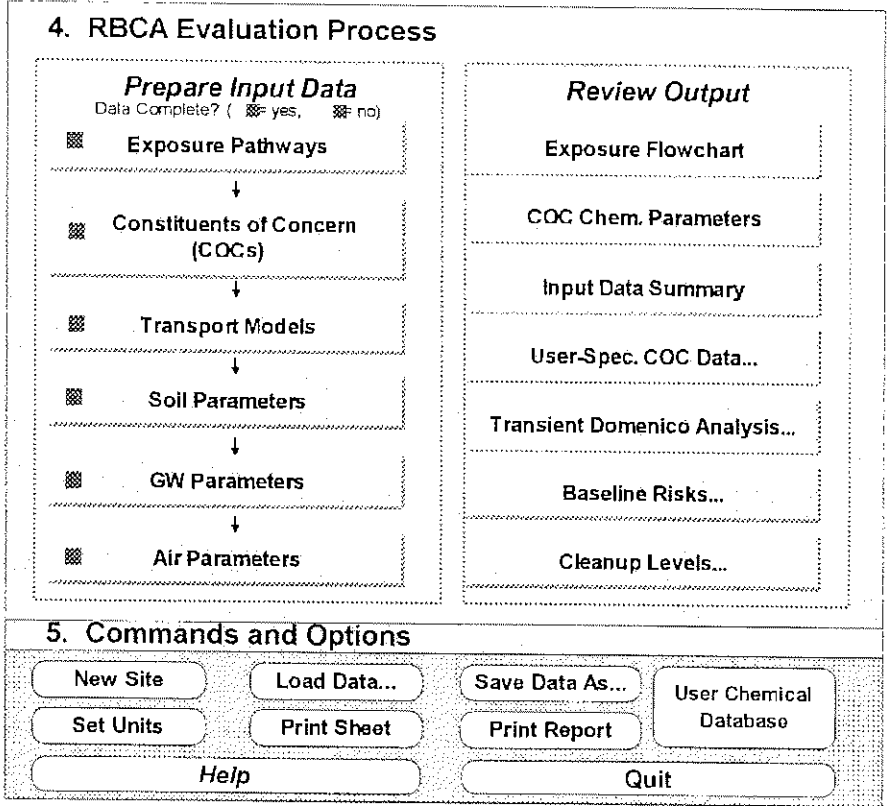 4. RBCA Evaluation Process
Prepare Input Data
Data Complete? ( = yes, = no)
Exposure Pathways
Constituents of Concern
(COCs)
Transport Models
Soil Parameters
GW Parameters
Air Parameters
Review Output
Exposure Flowchart
COC Chem. Parameters
Input Data Summary
User-Spec. COC Data...
Transient Domenico Analysis...
Baseline Risks...
Cleanup Levels...
5. Commands and Options
New Site
Load Data...
Save Data As...
User Chemical
Database
Set Units
Print Sheet
Print Report
Help
Quit